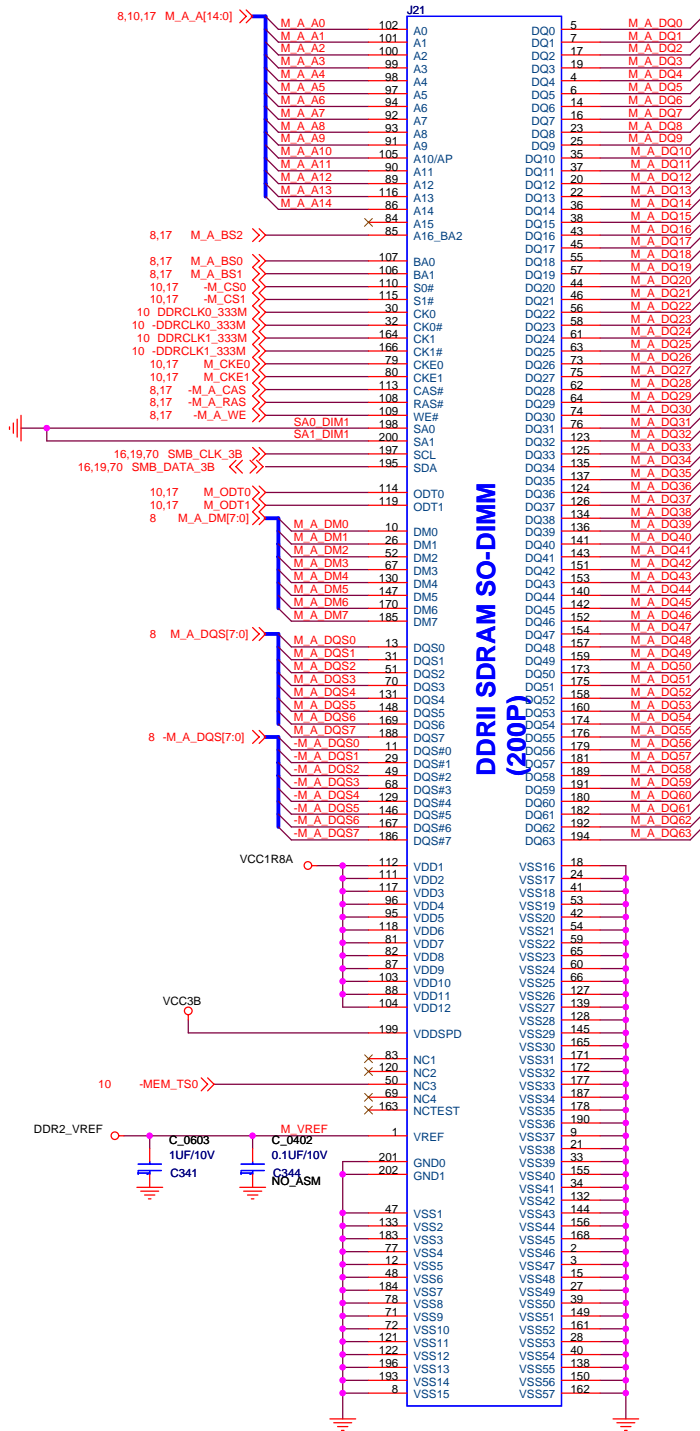 J21
8,10,17 M_A_A[14:0]
M_A_A0 102 A0
M_A_A1 101 A1
M_A_A2 100 A2
M_A_A3 99 A3
M_A_A4 98 A4
M_A_A5 97 A5
M_A_A6 94 A6
M_A_A7 92 A7
M_A_A8 93 A8
M_A_A9 91 A9
M_A_A10 105 A10/AP
M_A_A11 90 A11
M_A_A12 89 A12
M_A_A13 116 A13
M_A_A14 86 A14
84 A15
8,17 M_A_BS2 85 A16_BA2
8,17 M_A_BS0 107 BA0
8,17 M_A_BS1 106 BA1
10,17 -M_CS0 110 S0#
10,17 -M_CS1 115 S1#
10 DDRCLK0_333M 30 CK0
10 -DDRCLK0_333M 32 CK0#
10 DDRCLK1_333M 164 CK1
10 -DDRCLK1_333M 166 CK1#
10,17 M_CKE0 79 CKE0
10,17 M_CKE1 80 CKE1
8,17 -M_A_CAS 113 CAS#
8,17 -M_A_RAS 108 RAS#
8,17 -M_A_WE 109 WE#
SA0_DIM1 198 SA0
SA1_DIM1 200 SA1
16,19,70 SMB_CLK_3B 197 SCL
16,19,70 SMB_DATA_3B 195 SDA
10,17 M_ODT0 114 ODT0
10,17 M_ODT1 119 ODT1
8 M_A_DM[7:0]
M_A_DM0 10 DM0
M_A_DM1 26 DM1
M_A_DM2 52 DM2
M_A_DM3 67 DM3
M_A_DM4 130 DM4
M_A_DM5 147 DM5
M_A_DM6 170 DM6
M_A_DM7 185 DM7
8 M_A_DQS[7:0]
M_A_DQS0 13 DQS0
M_A_DQS1 31 DQS1
M_A_DQS2 51 DQS2
M_A_DQS3 70 DQS3
M_A_DQS4 131 DQS4
M_A_DQS5 148 DQS5
M_A_DQS6 169 DQS6
M_A_DQS7 188 DQS7
8 -M_A_DQS[7:0]
-M_A_DQS0 11 DQS#0
-M_A_DQS1 29 DQS#1
-M_A_DQS2 49 DQS#2
-M_A_DQS3 68 DQS#3
-M_A_DQS4 129 DQS#4
-M_A_DQS5 146 DQS#5
-M_A_DQS6 167 DQS#6
-M_A_DQS7 186 DQS#7
VCC1R8A
112 VDD1
111 VDD2
117 VDD3
96 VDD4
95 VDD5
118 VDD6
81 VDD7
82 VDD8
87 VDD9
103 VDD10
88 VDD11
104 VDD12
VCC3B
199 VDDSPD
83 NC1
120 NC2
10 -MEM_TS0 50 NC3
69 NC4
163 NCTEST
DDR2_VREF M_VREF 1 VREF
C_0603
1UF/10V
C341
C_0402
0.1UF/10V
C344
NO_ASM
201 GND0
202 GND1
47 VSS1
133 VSS2
183 VSS3
77 VSS4
12 VSS5
48 VSS6
184 VSS7
78 VSS8
71 VSS9
72 VSS10
121 VSS11
122 VSS12
196 VSS13
193 VSS14
8 VSS15
DDRII SDRAM SO-DIMM
(200P)
DQ0 5 M_A_DQ0
DQ1 7 M_A_DQ1
DQ2 17 M_A_DQ2
DQ3 19 M_A_DQ3
DQ4 4 M_A_DQ4
DQ5 6 M_A_DQ5
DQ6 14 M_A_DQ6
DQ7 16 M_A_DQ7
DQ8 23 M_A_DQ8
DQ9 25 M_A_DQ9
DQ10 35 M_A_DQ10
DQ11 37 M_A_DQ11
DQ12 20 M_A_DQ12
DQ13 22 M_A_DQ13
DQ14 36 M_A_DQ14
DQ15 38 M_A_DQ15
DQ16 43 M_A_DQ16
DQ17 45 M_A_DQ17
DQ18 55 M_A_DQ18
DQ19 57 M_A_DQ19
DQ20 44 M_A_DQ20
DQ21 46 M_A_DQ21
DQ22 56 M_A_DQ22
DQ23 58 M_A_DQ23
DQ24 61 M_A_DQ24
DQ25 63 M_A_DQ25
DQ26 73 M_A_DQ26
DQ27 75 M_A_DQ27
DQ28 62 M_A_DQ28
DQ29 64 M_A_DQ29
DQ30 74 M_A_DQ30
DQ31 76 M_A_DQ31
DQ32 123 M_A_DQ32
DQ33 125 M_A_DQ33
DQ34 135 M_A_DQ34
DQ35 137 M_A_DQ35
DQ36 124 M_A_DQ36
DQ37 126 M_A_DQ37
DQ38 134 M_A_DQ38
DQ39 136 M_A_DQ39
DQ40 141 M_A_DQ40
DQ41 143 M_A_DQ41
DQ42 151 M_A_DQ42
DQ43 153 M_A_DQ43
DQ44 140 M_A_DQ44
DQ45 142 M_A_DQ45
DQ46 152 M_A_DQ46
DQ47 154 M_A_DQ47
DQ48 157 M_A_DQ48
DQ49 159 M_A_DQ49
DQ50 173 M_A_DQ50
DQ51 175 M_A_DQ51
DQ52 158 M_A_DQ52
DQ53 160 M_A_DQ53
DQ54 174 M_A_DQ54
DQ55 176 M_A_DQ55
DQ56 179 M_A_DQ56
DQ57 181 M_A_DQ57
DQ58 189 M_A_DQ58
DQ59 191 M_A_DQ59
DQ60 180 M_A_DQ60
DQ61 182 M_A_DQ61
DQ62 192 M_A_DQ62
DQ63 194 M_A_DQ63
VSS16 18
VSS17 24
VSS18 41
VSS19 53
VSS20 42
VSS21 54
VSS22 59
VSS23 65
VSS24 60
VSS25 66
VSS26 127
VSS27 139
VSS28 128
VSS29 145
VSS30 165
VSS31 171
VSS32 172
VSS33 177
VSS34 187
VSS35 178
VSS36 190
VSS37 9
VSS38 21
VSS39 33
VSS40 155
VSS41 34
VSS42 132
VSS43 144
VSS44 156
VSS45 168
VSS46 2
VSS47 3
VSS48 15
VSS49 27
VSS50 39
VSS51 149
VSS52 161
VSS53 28
VSS54 40
VSS55 138
VSS56 150
VSS57 162